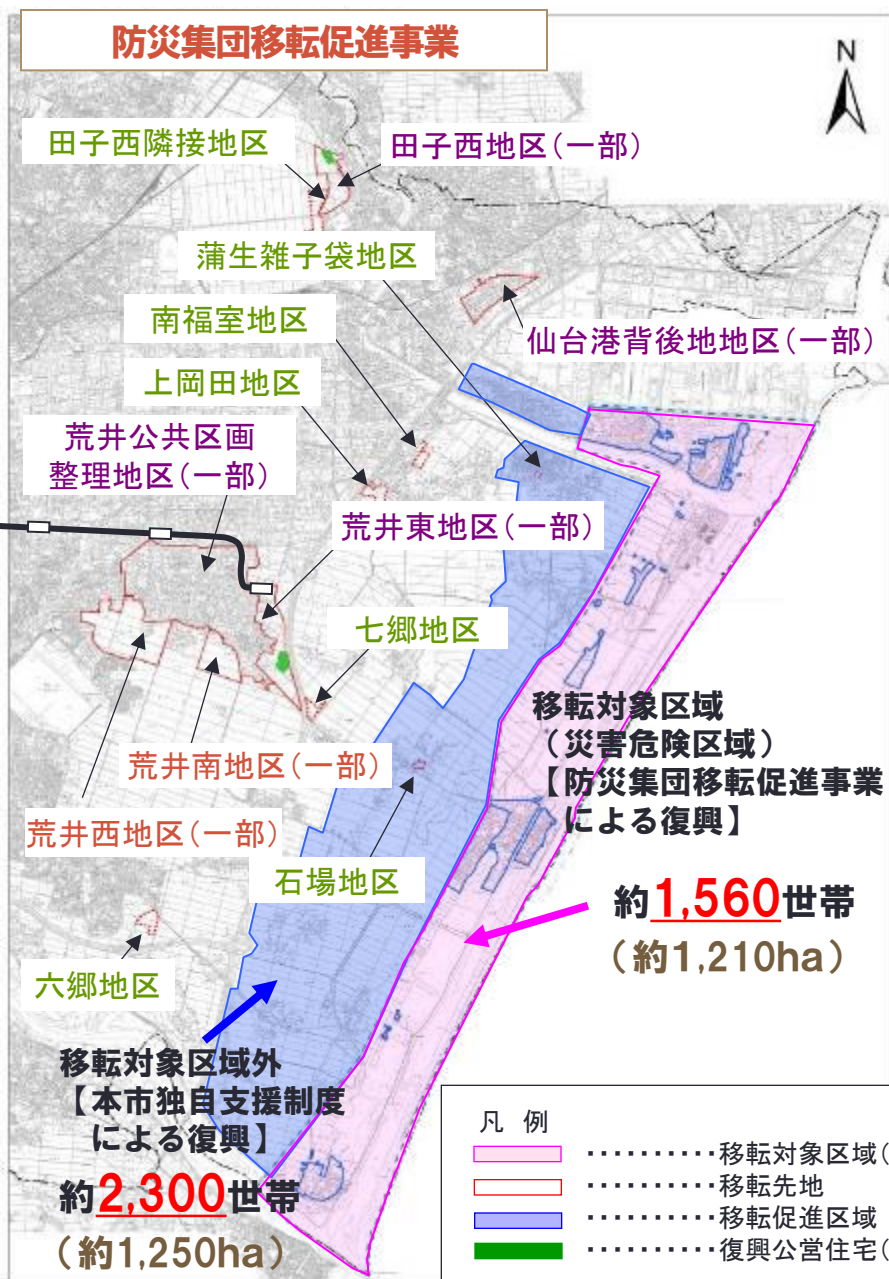 防災集団移転促進事業
N
田子西隣接地区
田子西地区(一部)
蒲生雑子袋地区
南福室地区
仙台港背後地地区(一部)
上岡田地区
荒井公共区画
整理地区(一部)
荒井東地区(一部)
七郷地区
移転対象区域
(災害危険区域)
【防災集団移転促進事業
による復興】
荒井南地区(一部)
荒井西地区(一部)
石場地区
約1,560世帯
(約1,210ha)
六郷地区
移転対象区域外
【本市独自支援制度
による復興】
約2,300世帯
(約1,250ha)
凡 例
‥‥‥‥‥移転対象区域(
‥‥‥‥‥移転先地
‥‥‥‥‥移転促進区域
‥‥‥‥‥復興公営住宅(